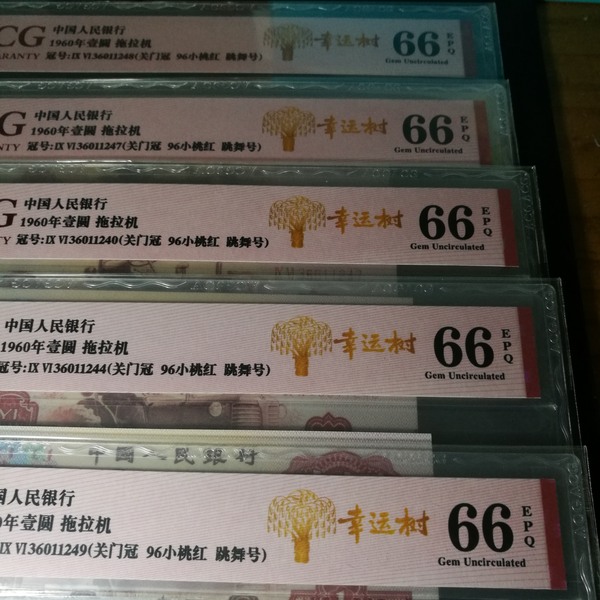 CG 中国人民银行
1960年壹圆 拖拉机
ARANTY 冠号:IX VI36011248(关门冠 96小桃红 跳舞号)
幸运树
66 EPQ
Gem Uncirculated
G 中国人民银行
1960年壹圆 拖拉机
NTY 冠号:IX VI36011247(关门冠 96小桃红 跳舞号)
幸运树
66 EPQ
Gem Uncirculated
G 中国人民银行
1960年壹圆 拖拉机
TY 冠号:IX VI36011240(关门冠 96小桃红 跳舞号)
幸运树
66 EPQ
Gem Uncirculated
中国人民银行
1960年壹圆 拖拉机
冠号:IX VI36011244(关门冠 96小桃红 跳舞号)
幸运树
66 EPQ
Gem Uncirculated
中國人民銀行
国人民银行
0年壹圆 拖拉机
IX VI36011249(关门冠 96小桃红 跳舞号)
幸运树
66 EPQ
Gem Uncirculated